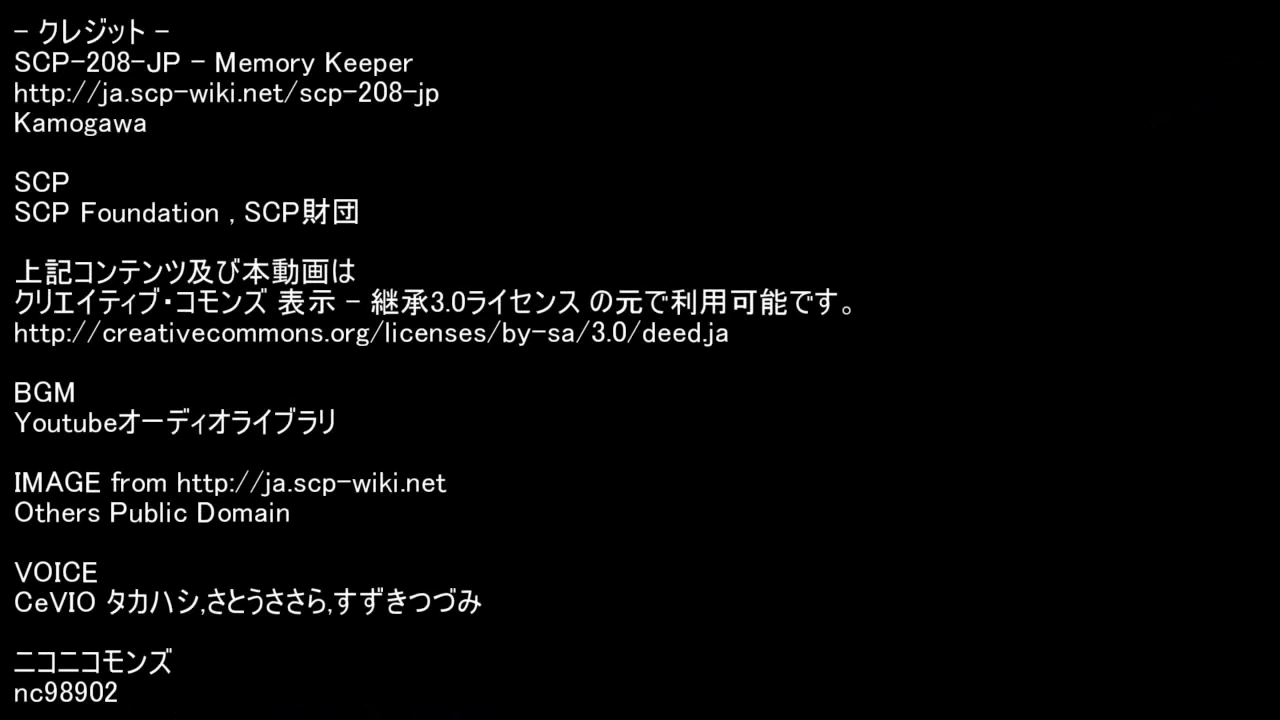 - クレジット -
SCP-208-JP - Memory Keeper
http://ja.scp-wiki.net/scp-208-jp
Kamogawa
SCP
SCP Foundation , SCP財団
上記コンテンツ及び本動画は
クリエイティブ・コモンズ 表示 - 継承3.0ライセンス の元で利用可能です。
http://creativecommons.org/licenses/by-sa/3.0/deed.ja
BGM
Youtubeオーディオライブラリ
IMAGE from http://ja.scp-wiki.net
Others Public Domain
VOICE
CeVIO タカハシ,さとうささら,すずきつづみ
ニコニコモンズ
nc98902